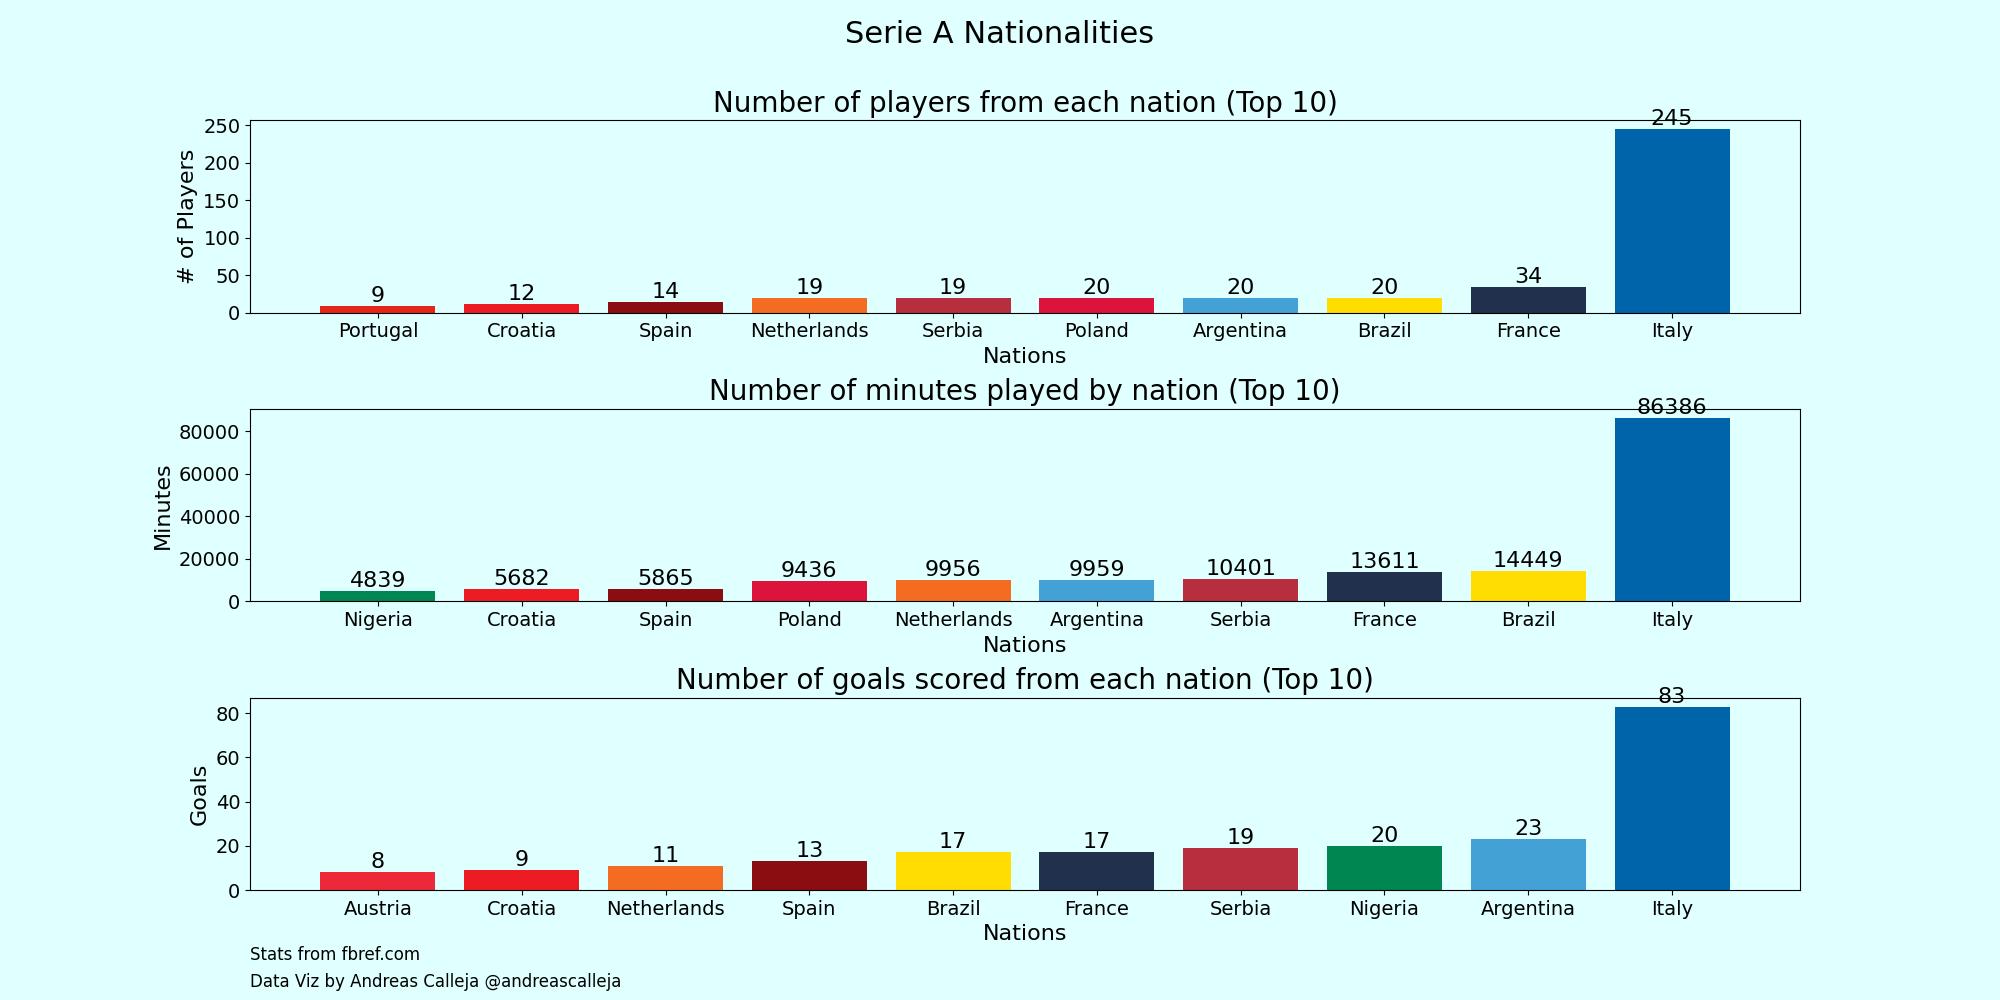 Serie A Nationalities
Number of players from each nation (Top 10)
# of Players
250
200
150
100
50
0
9 12 14 19 19 20 20 20 34 245
Portugal Croatia Spain Netherlands Serbia Poland Argentina Brazil France Italy
Nations
Number of minutes played by nation (Top 10)
Minutes
80000
60000
40000
20000
0
4839 5682 5865 9436 9956 9959 10401 13611 14449 86386
Nigeria Croatia Spain Poland Netherlands Argentina Serbia France Brazil Italy
Nations
Number of goals scored from each nation (Top 10)
Goals
80
60
40
20
0
8 9 11 13 17 17 19 20 23 83
Austria Croatia Netherlands Spain Brazil France Serbia Nigeria Argentina Italy
Nations
Stats from fbref.com
Data Viz by Andreas Calleja @andreascalleja